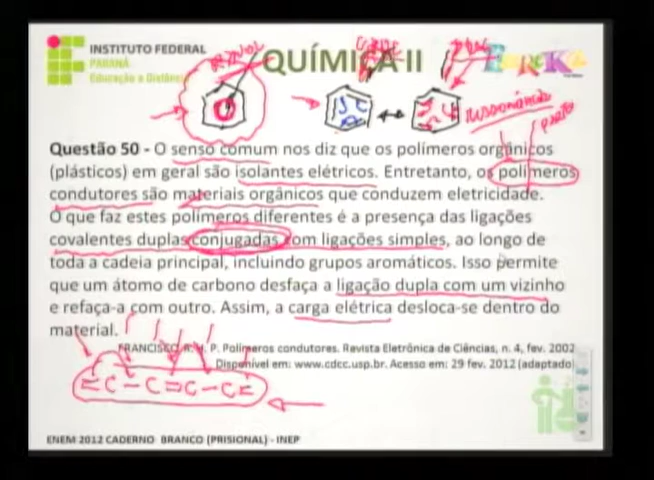 INSTITUTO FEDERAL
PARANÁ
Educação a Distância
QUÍMICA II
EUREKA
ressonância
Questão 50 - O senso comum nos diz que os polímeros orgânicos
(plásticos) em geral são isolantes elétricos. Entretanto, os polímeros
condutores são materiais orgânicos que conduzem eletricidade.
O que faz estes polímeros diferentes é a presença das ligações
covalentes duplas conjugadas com ligações simples, ao longo de
toda a cadeia principal, incluindo grupos aromáticos. Isso permite
que um átomo de carbono desfaça a ligação dupla com um vizinho
e refaça-a com outro. Assim, a carga elétrica desloca-se dentro do
material.
P. Polímeros condutores. Revista Eletrônica de Ciências, n. 4, fev. 2002
Disponível em: www.cdcc.usp.br. Acesso em: 29 fev. 2012 (adaptado)
=C-C=C-C=
ENEM 2012 CADERNO BRANCO (PRISIONAL) - INEP